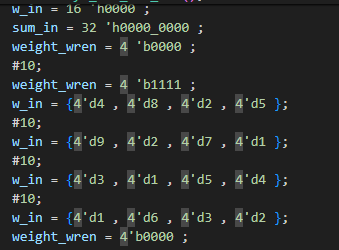 w_in = 16 'h0000 ;
sum_in = 32 'h0000_0000 ;
weight_wren = 4 'b0000 ;
#10;
weight_wren = 4 'b1111 ;
w_in = {4'd4 , 4'd8 , 4'd2 , 4'd5 };
#10;
w_in = {4'd9 , 4'd2 , 4'd7 , 4'd1 };
#10;
w_in = {4'd3 , 4'd1 , 4'd5 , 4'd4 };
#10;
w_in = {4'd1 , 4'd6 , 4'd3 , 4'd2 };
weight_wren = 4'b0000 ;